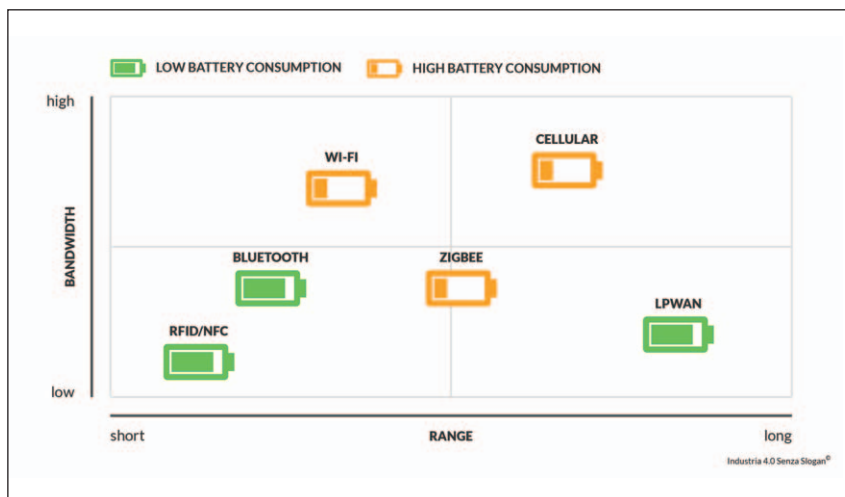 LOW BATTERY CONSUMPTION
HIGH BATTERY CONSUMPTION
high
CELLULAR
WI-FI
BANDWIDTH
BLUETOOTH
ZIGBEE
LPWAN
RFID/NFC
low
short
RANGE
long
Industria 4.0 Senza Slogan©